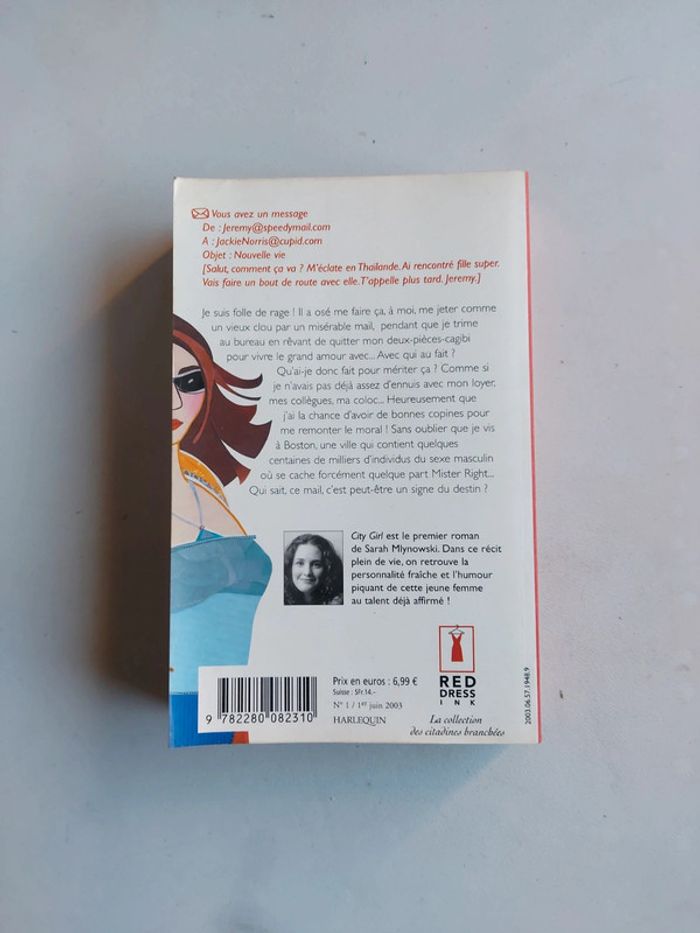 Vous avez un message
De : Jeremy@speedymail.com
A : JackieNorris@cupid.com
Objet : Nouvelle vie
[Salut, comment ça va ? M'éclate en Thaïlande. Ai rencontré fille super.
Vais faire un bout de route avec elle. T'appelle plus tard. Jeremy.]
Je suis folle de rage ! Il a osé me faire ça, à moi, me jeter comme
un vieux clou par un misérable mail, pendant que je trime
au bureau en rêvant de quitter mon deux-pièces-cagibi
pour vivre le grand amour avec... Avec qui au fait ?
Qu'ai-je donc fait pour mériter ça ? Comme si
je n'avais pas déjà assez d'ennuis avec mon loyer,
mes collègues, ma coloc... Heureusement que
j'ai la chance d'avoir de bonnes copines pour
me remonter le moral ! Sans oublier que je vis
à Boston, une ville qui contient quelques
centaines de milliers d'individus du sexe masculin
où se cache forcément quelque part Mister Right...
Qui sait, ce mail, c'est peut-être un signe du destin ?
City Girl est le premier roman
de Sarah Mlynowski. Dans ce récit
plein de vie, on retrouve la
personnalité fraîche et l'humour
piquant de cette jeune femme
au talent déjà affirmé !
9 782280 082310
Prix en euros : 6,99 €
Suisse : SFr.14.–
N° 1 / 1er juin 2003
HARLEQUIN
RED
DRESS
INK
La collection
des citadines branchées
2003.06.57.1948.9